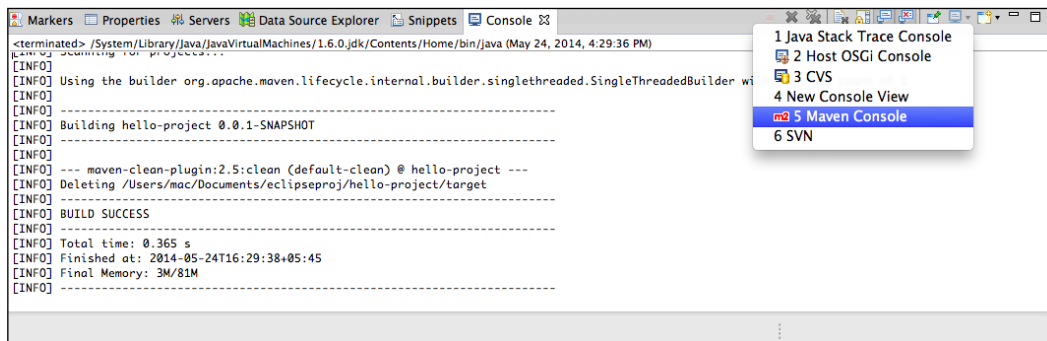 Markers Properties Servers Data Source Explorer Snippets Console
<terminated> /System/Library/Java/JavaVirtualMachines/1.6.0.jdk/Contents/Home/bin/java (May 24, 2014, 4:29:36 PM)
[INFO] Scanning for projects...
[INFO]
[INFO] Using the builder org.apache.maven.lifecycle.internal.builder.singlethreaded.SingleThreadedBuilder wi
[INFO]
[INFO] ------------------------------------------------------------------------
[INFO] Building hello-project 0.0.1-SNAPSHOT
[INFO] ------------------------------------------------------------------------
[INFO]
[INFO] --- maven-clean-plugin:2.5:clean (default-clean) @ hello-project ---
[INFO] Deleting /Users/mac/Documents/eclipseproj/hello-project/target
[INFO] ------------------------------------------------------------------------
[INFO] BUILD SUCCESS
[INFO] ------------------------------------------------------------------------
[INFO] Total time: 0.365 s
[INFO] Finished at: 2014-05-24T16:29:38+05:45
[INFO] Final Memory: 3M/81M
[INFO] ------------------------------------------------------------------------
1 Java Stack Trace Console
2 Host OSGi Console
3 CVS
4 New Console View
m2 5 Maven Console
6 SVN